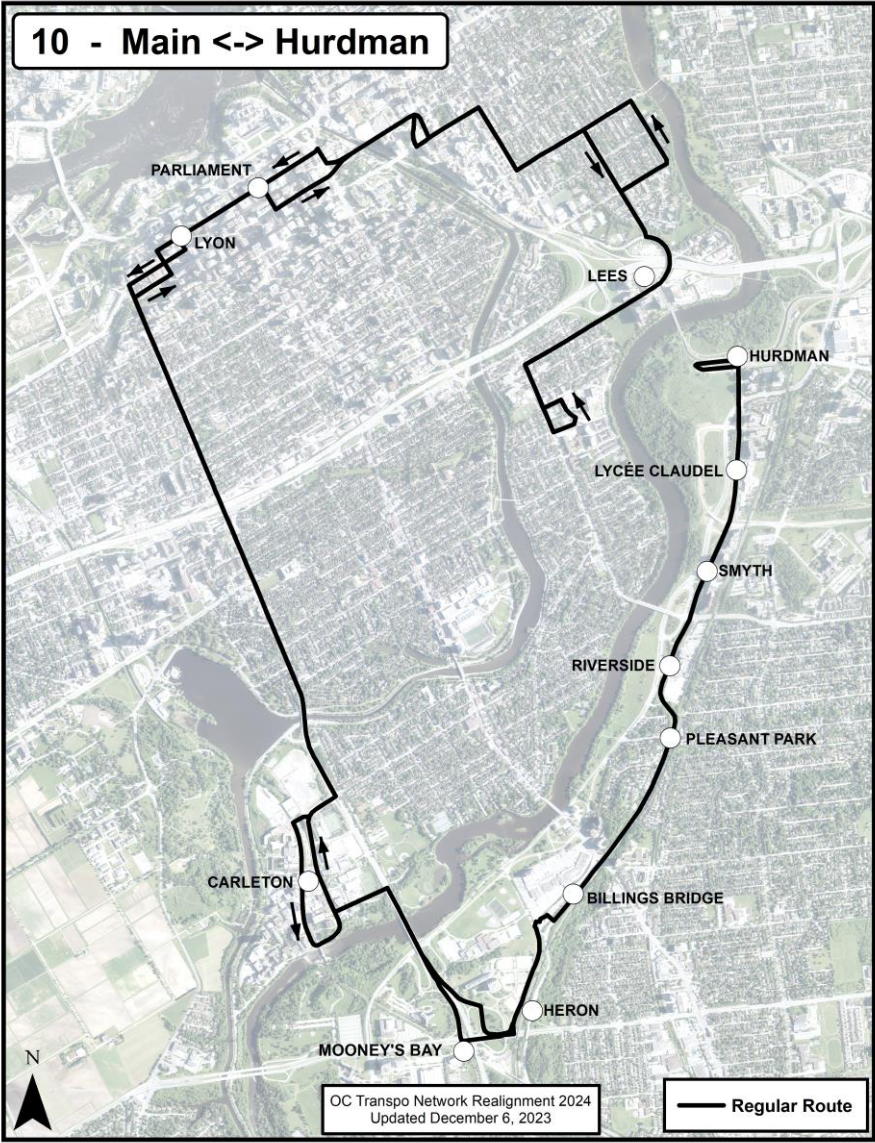 10 - Main <-> Hurdman
PARLIAMENT
LYON
LEES
HURDMAN
LYCÉE CLAUDEL
SMYTH
RIVERSIDE
PLEASANT PARK
CARLETON
BILLINGS BRIDGE
HERON
MOONEY'S BAY
N
OC Transpo Network Realignment 2024
Updated December 6, 2023
Regular Route